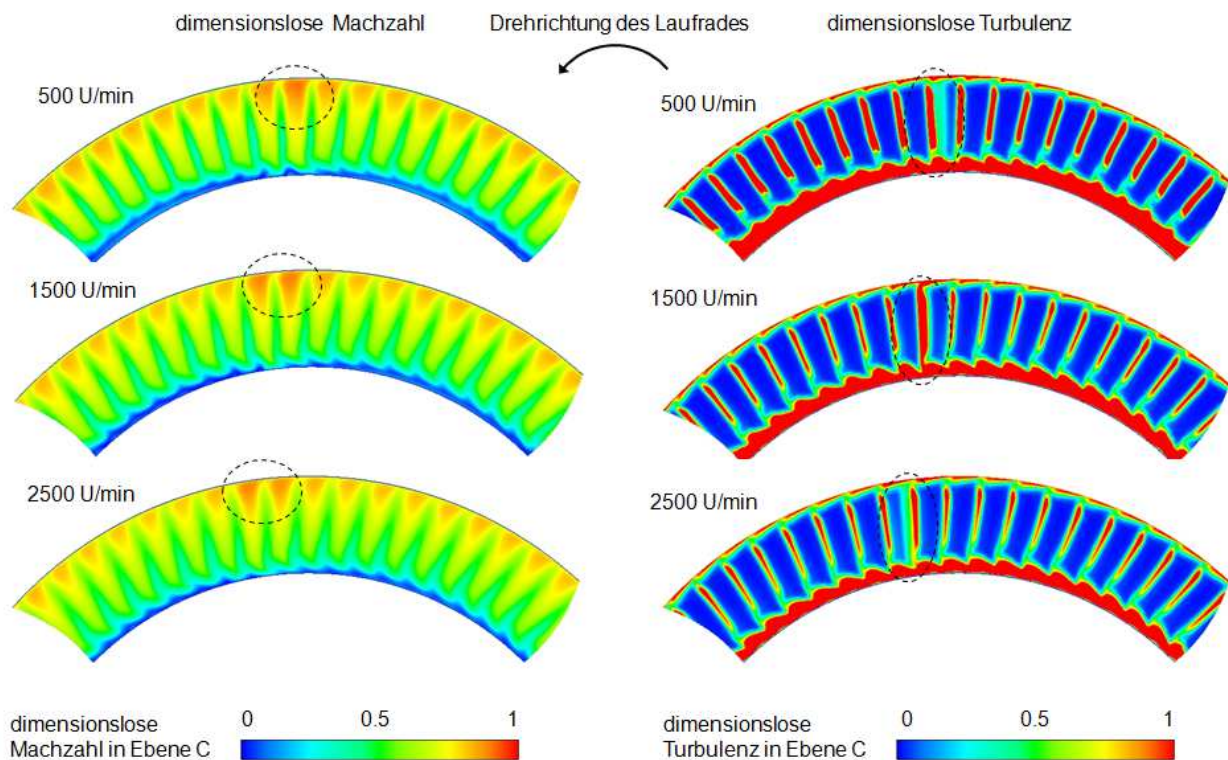 dimensionslose Machzahl
Drehrichtung des Laufrades
dimensionslose Turbulenz
500 U/min
500 U/min
1500 U/min
1500 U/min
2500 U/min
2500 U/min
dimensionslose
Machzahl in Ebene C
0 0.5 1
dimensionslose
Turbulenz in Ebene C
0 0.5 1